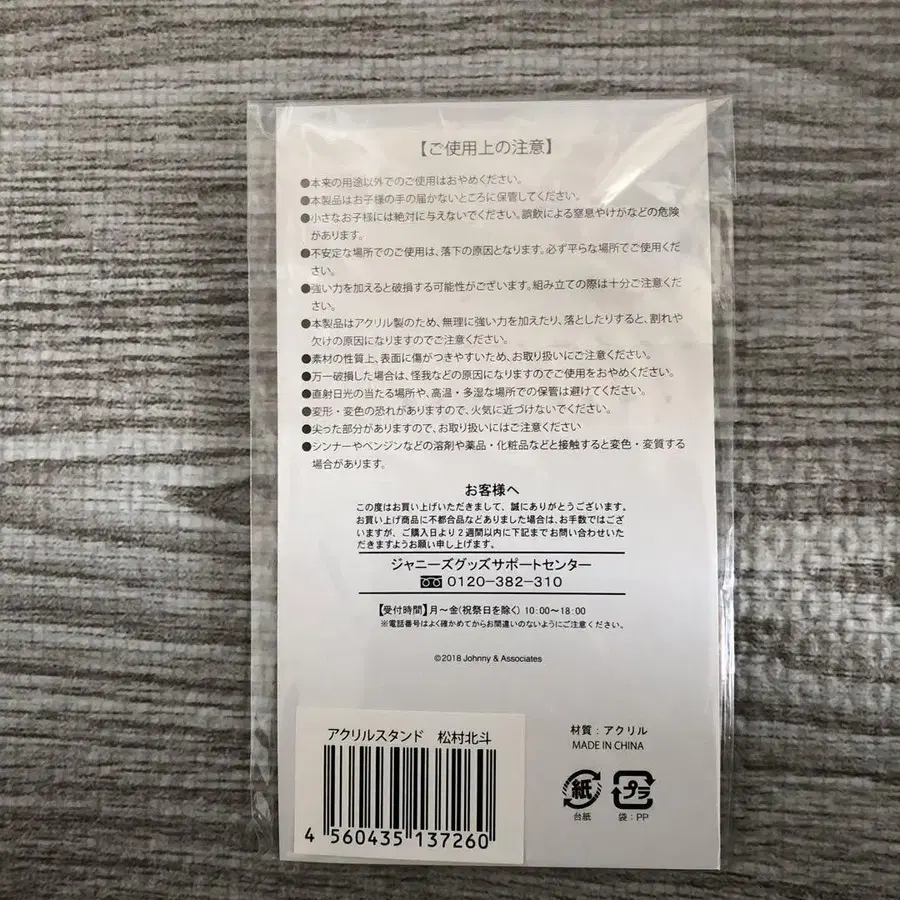 【ご使用上の注意】
●本来の用途以外でのご使用はおやめください。
●本製品はお子様の手の届かないところに保管してください。
●小さなお子様には絶対に与えないでください。誤飲による窒息やけがなどの危険
があります。
●不安定な場所でのご使用は、落下の原因となります。必ず平らな場所でご使用くだ
さい。
●強い力を加えると破損する可能性がございます。組み立ての際は十分ご注意くだ
さい。
●本製品はアクリル製のため、無理に強い力を加えたり、落としたりすると、割れや
欠けの原因になりますのでご注意ください。
●素材の性質上、表面に傷がつきやすいため、お取り扱いにご注意ください。
●万一破損した場合は、怪我などの原因になりますのでご使用をおやめください。
●直射日光の当たる場所や、高温・多湿な場所での保管は避けてください。
●変形・変色の恐れがありますので、火気に近づけないでください。
●尖った部分がありますので、お取り扱いにはご注意ください
●シンナーやベンジンなどの溶剤や薬品・化粧品などと接触すると変色・変質する
場合があります。
お客様へ
この度はお買い上げいただきまして、誠にありがとうございます。
お買い上げ商品に不都合品などありました場合は、お手数ではござ
いますが、ご購入日より2週間以内に下記までお問い合わせいた
だきますようお願い申し上げます。
ジャニーズグッズサポートセンター
0120-382-310
【受付時間】月〜金(祝祭日を除く) 10:00〜18:00
※電話番号はよく確かめてからお間違いのないようにご注意ください。
©2018 Johnny & Associates
アクリルスタンド 松村北斗
4 560435 137260
材質:アクリル
MADE IN CHINA
紙 プラ
台紙 袋:PP